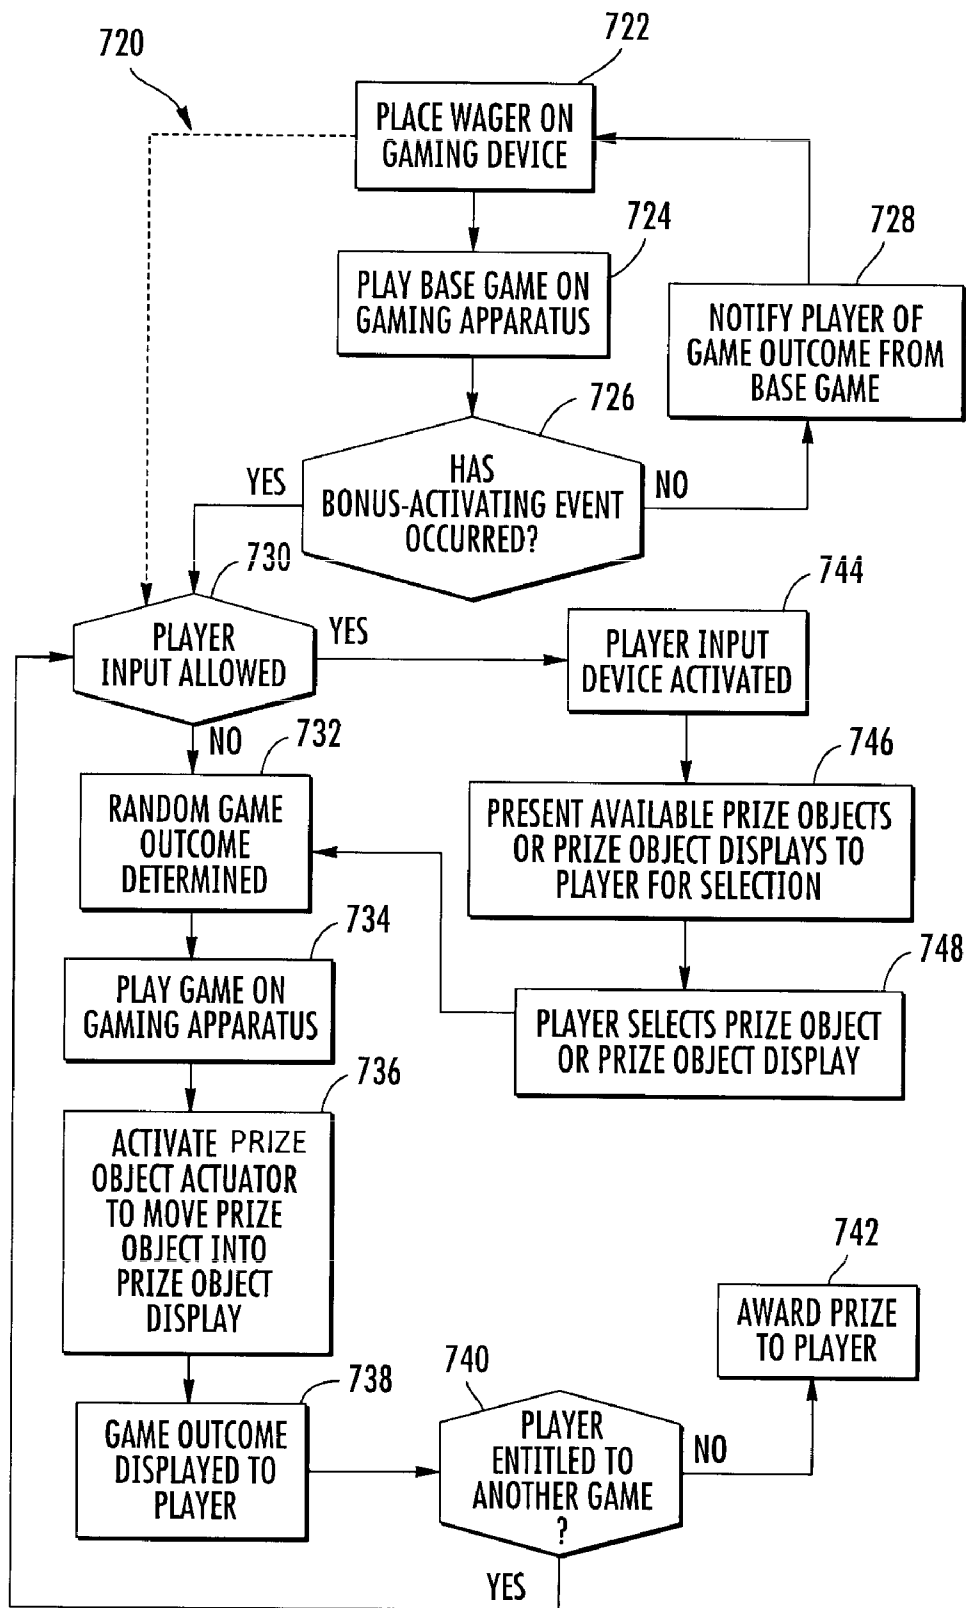 720
722
PLACE WAGER ON
GAMING DEVICE
724
PLAY BASE GAME ON
GAMING APPARATUS
728
NOTIFY PLAYER OF
GAME OUTCOME FROM
BASE GAME
726
HAS
BONUS-ACTIVATING EVENT
OCCURRED?
YES
NO
730
PLAYER
INPUT ALLOWED
YES
NO
744
PLAYER INPUT
DEVICE ACTIVATED
732
RANDOM GAME
OUTCOME
DETERMINED
746
PRESENT AVAILABLE PRIZE OBJECTS
OR PRIZE OBJECT DISPLAYS TO
PLAYER FOR SELECTION
734
PLAY GAME ON
GAMING APPARATUS
748
PLAYER SELECTS PRIZE OBJECT
OR PRIZE OBJECT DISPLAY
736
ACTIVATE PRIZE
OBJECT ACTUATOR
TO MOVE PRIZE
OBJECT INTO
PRIZE OBJECT
DISPLAY
742
AWARD PRIZE
TO PLAYER
738
GAME OUTCOME
DISPLAYED TO
PLAYER
740
PLAYER
ENTITLED TO
ANOTHER GAME
?
NO
YES